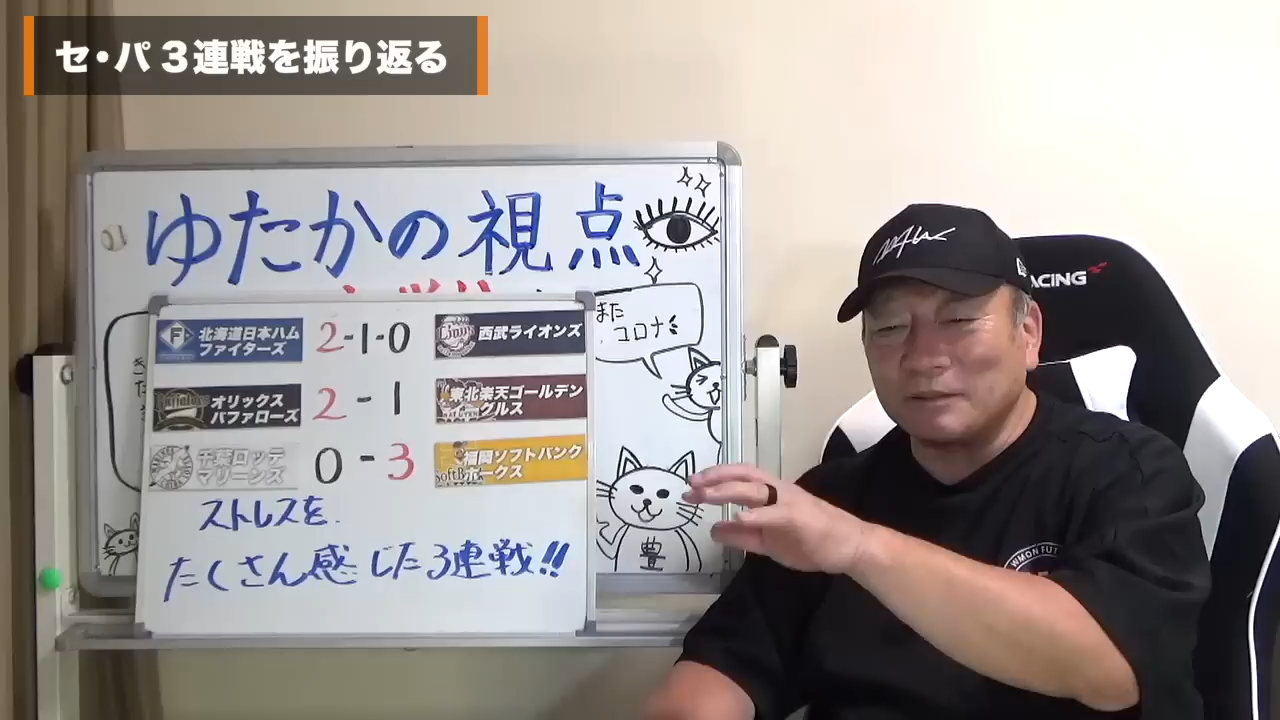 セ・パ３連戦を振り返る
ゆたかの視点
また
コロナ
北海道日本ハム
ファイターズ
2-1-0
西武ライオンズ
オリックス
バファローズ
2-1
東北楽天ゴールデン
グルス
千葉ロッテ
マリーンズ
0-3
福岡ソフトバンク
ークス
ストレスを
たくさん感じた3連戦!!
豊
ACING